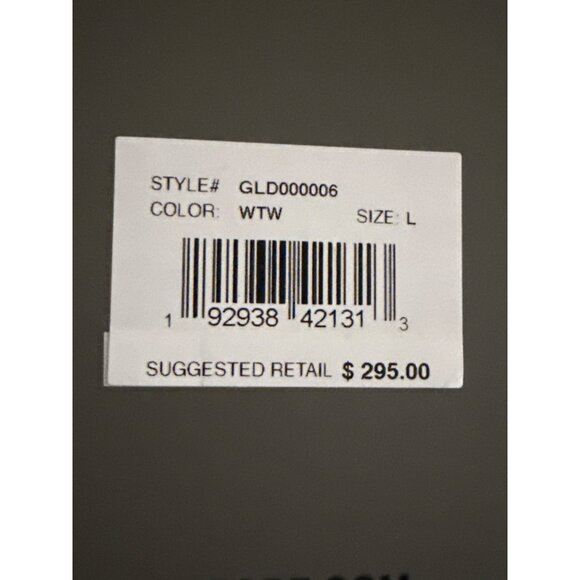 STYLE# GLD000006
COLOR: WTW SIZE: L
1 92938 42131 3
SUGGESTED RETAIL $ 295.00